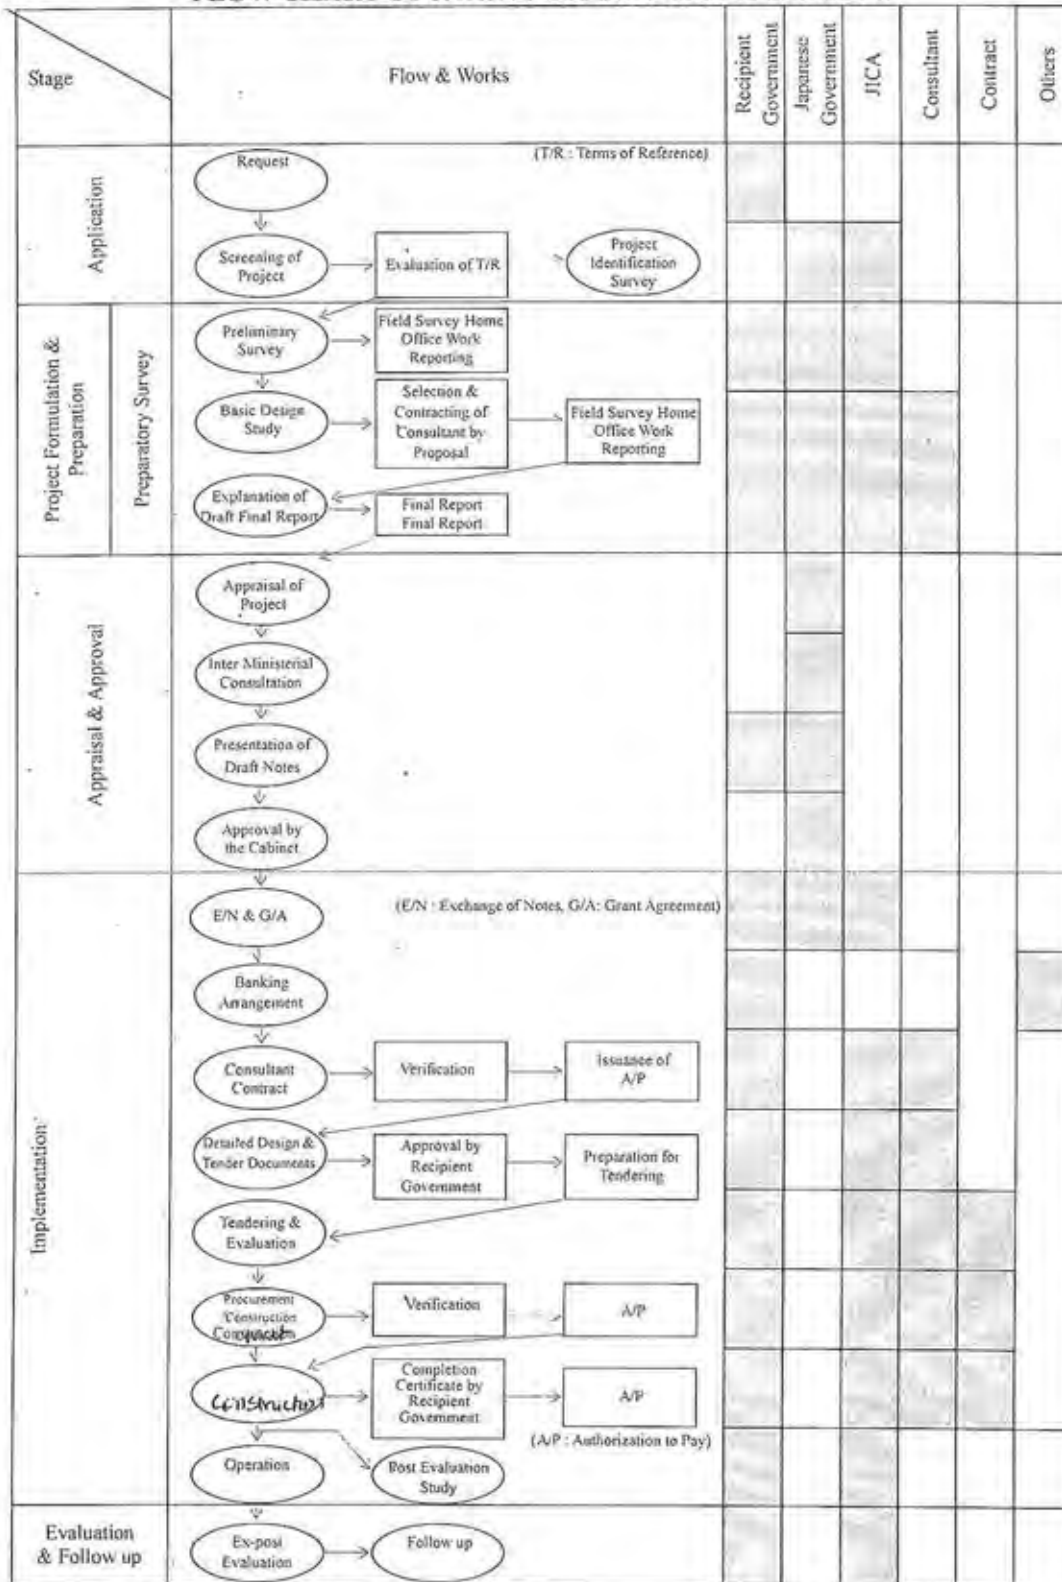 Stage
Flow & Works
Recipient
Government
Japanese
Government
JICA
Consultant
Contract
Others
Application
Request
(T/R : Terms of Reference)
Screening of
Project
Evaluation of T/R
Project
Identification
Survey
Project Formulation &
Preparation
Preparatory Survey
Preliminary
Survey
Field Survey Home
Office Work
Reporting
Basic Design
Study
Selection &
Contracting of
Consultant by
Proposal
Field Survey Home
Office Work
Reporting
Explanation of
Draft Final Report
Final Report
Final Report
Appraisal & Approval
Appraisal of
Project
Inter Ministerial
Consultation
Presentation of
Draft Notes
Approval by
the Cabinet
Implementation
E/N & G/A
(E/N : Exchange of Notes, G/A: Grant Agreement)
Banking
Arrangement
Consultant
Contract
Verification
Issuance of
A/P
Detailed Design &
Tender Documents
Approval by
Recipient
Government
Preparation for
Tendering
Tendering &
Evaluation
Procurement
Construction
Verification
A/P
Construction
Completion
Certificate by
Recipient
Government
A/P
(A/P : Authorization to Pay)
Operation
Post Evaluation
Study
Evaluation
& Follow up
Ex-post
Evaluation
Follow up